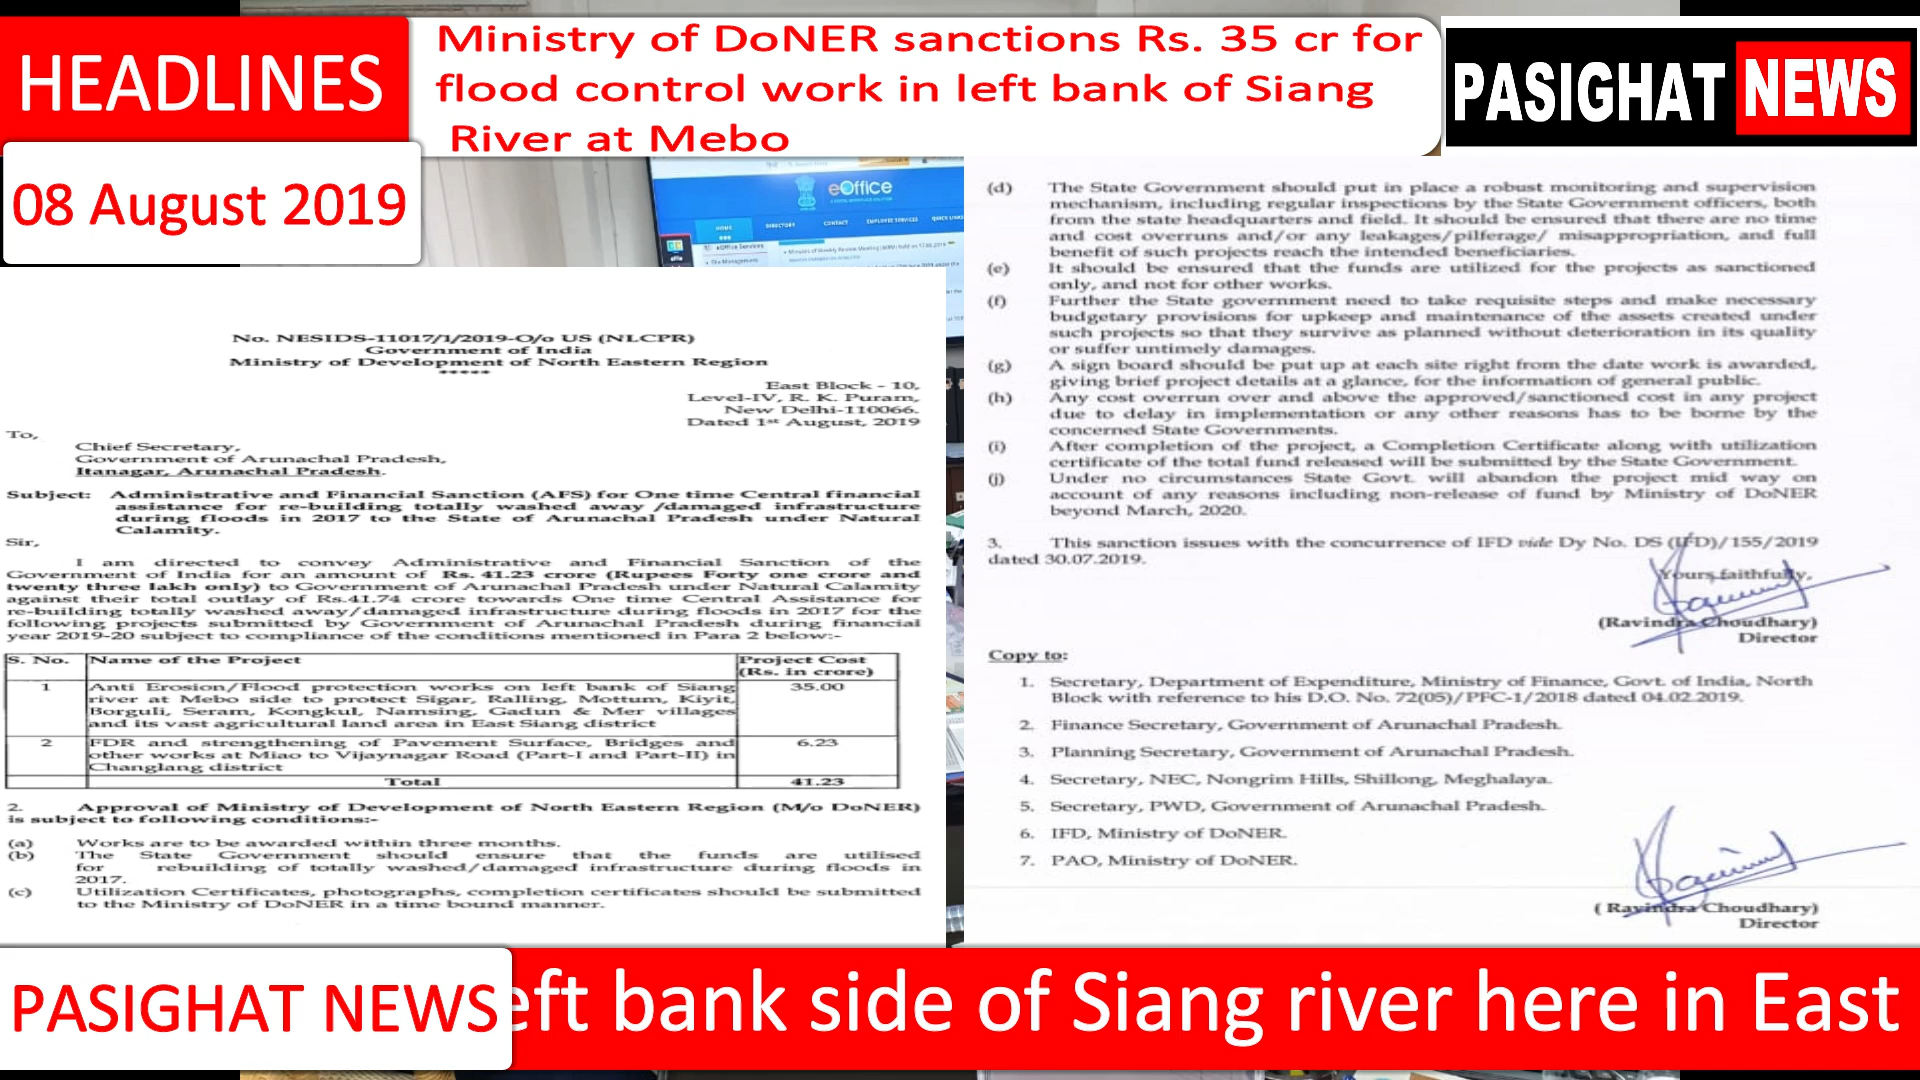 HEADLINES
Ministry of DoNER sanctions Rs. 35 cr for
flood control work in left bank of Siang
River at Mebo
PASIGHAT NEWS
08 August 2019
eOffice
HOME
DIRECTORY
CONTACT
EMPLOYEE SERVICES
eOffice Services
File Management
No. NESIDS-11017/1/2019-O/o US (NLCPR)
Government of India
Ministry of Development of North Eastern Region
*****
East Block - 10,
Level-IV, R. K. Puram,
New Delhi-110066.
Dated 1st August, 2019
To,
Chief Secretary,
Government of Arunachal Pradesh,
Itanagar, Arunachal Pradesh.
Subject: Administrative and Financial Sanction (AFS) for One time Central financial
assistance for re-building totally washed away /damaged infrastructure
during floods in 2017 to the State of Arunachal Pradesh under Natural
Calamity.
Sir,
I am directed to convey Administrative and Financial Sanction of the
Government of India for an amount of Rs. 41.23 crore (Rupees Forty one crore and
twenty three lakh only) to Government of Arunachal Pradesh under Natural Calamity
against their total outlay of Rs.41.74 crore towards One time Central Assistance for
re-building totally washed away/damaged infrastructure during floods in 2017 for the
following projects submitted by Government of Arunachal Pradesh during financial
year 2019-20 subject to compliance of the conditions mentioned in Para 2 below:-
S. No. Name of the Project Project Cost
(Rs. in crore)
1 Anti Erosion/Flood protection works on left bank of Siang 35.00
river at Mebo side to protect Sigar, Ralling, Mottum, Kiyit,
Borguli, Seram, Kongkul, Namsing, Gadun & Mer villages
and its vast agricultural land area in East Siang district
2 FDR and strengthening of Pavement Surface, Bridges and 6.23
other works at Miao to Vijaynagar Road (Part-I and Part-II) in
Changlang district
Total 41.23
2. Approval of Ministry of Development of North Eastern Region (M/o DoNER)
is subject to following conditions:-
(a) Works are to be awarded within three months.
(b) The State Government should ensure that the funds are utilised
for rebuilding of totally washed/damaged infrastructure during floods in
2017.
(c) Utilization Certificates, photographs, completion certificates should be submitted
to the Ministry of DoNER in a time bound manner.
(d) The State Government should put in place a robust monitoring and supervision
mechanism, including regular inspections by the State Government officers, both
from the state headquarters and field. It should be ensured that there are no time
and cost overruns and/or any leakages/pilferage/ misappropriation, and full
benefit of such projects reach the intended beneficiaries.
(e) It should be ensured that the funds are utilized for the projects as sanctioned
only, and not for other works.
(f) Further the State government need to take requisite steps and make necessary
budgetary provisions for upkeep and maintenance of the assets created under
such projects so that they survive as planned without deterioration in its quality
or suffer untimely damages.
(g) A sign board should be put up at each site right from the date work is awarded,
giving brief project details at a glance, for the information of general public.
(h) Any cost overrun over and above the approved/sanctioned cost in any project
due to delay in implementation or any other reasons has to be borne by the
concerned State Governments.
(i) After completion of the project, a Completion Certificate along with utilization
certificate of the total fund released will be submitted by the State Government.
(j) Under no circumstances State Govt. will abandon the project mid way on
account of any reasons including non-release of fund by Ministry of DoNER
beyond March, 2020.
3. This sanction issues with the concurrence of IFD vide Dy No. DS (IFD)/155/2019
dated 30.07.2019.
Yours faithfully,
(Ravindra Choudhary)
Director
Copy to:
1. Secretary, Department of Expenditure, Ministry of Finance, Govt. of India, North
Block with reference to his D.O. No. 72(05)/PFC-1/2018 dated 04.02.2019.
2. Finance Secretary, Government of Arunachal Pradesh.
3. Planning Secretary, Government of Arunachal Pradesh.
4. Secretary, NEC, Nongrim Hills, Shillong, Meghalaya.
5. Secretary, PWD, Government of Arunachal Pradesh.
6. IFD, Ministry of DoNER.
7. PAO, Ministry of DoNER.
( Ravindra Choudhary)
Director
PASIGHAT NEWS
eft bank side of Siang river here in East